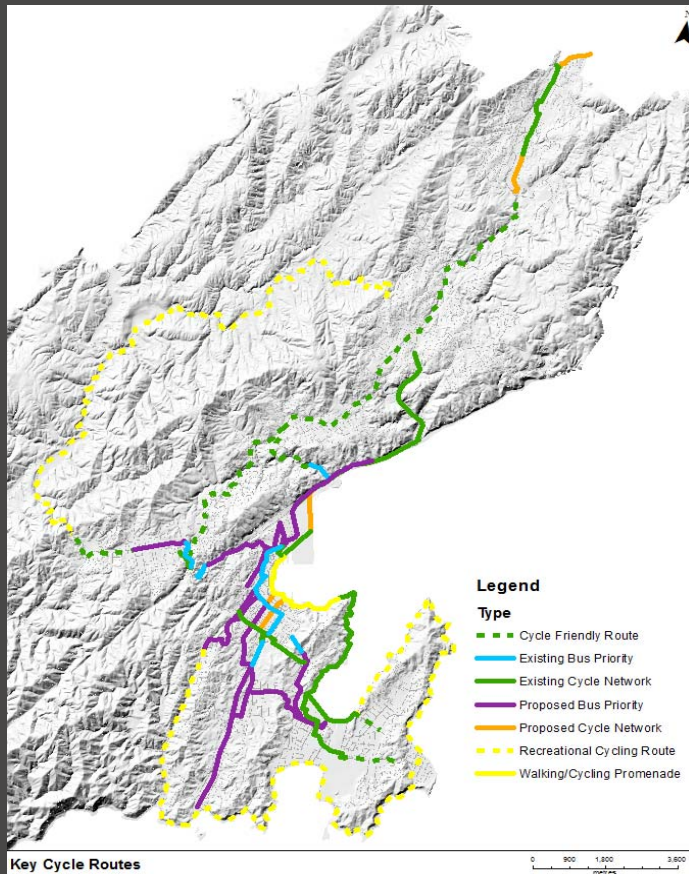 N
Legend
Type
Cycle Friendly Route
Existing Bus Priority
Existing Cycle Network
Proposed Bus Priority
Proposed Cycle Network
Recreational Cycling Route
Walking/Cycling Promenade
Key Cycle Routes
0 900 1,800 3,600
metres